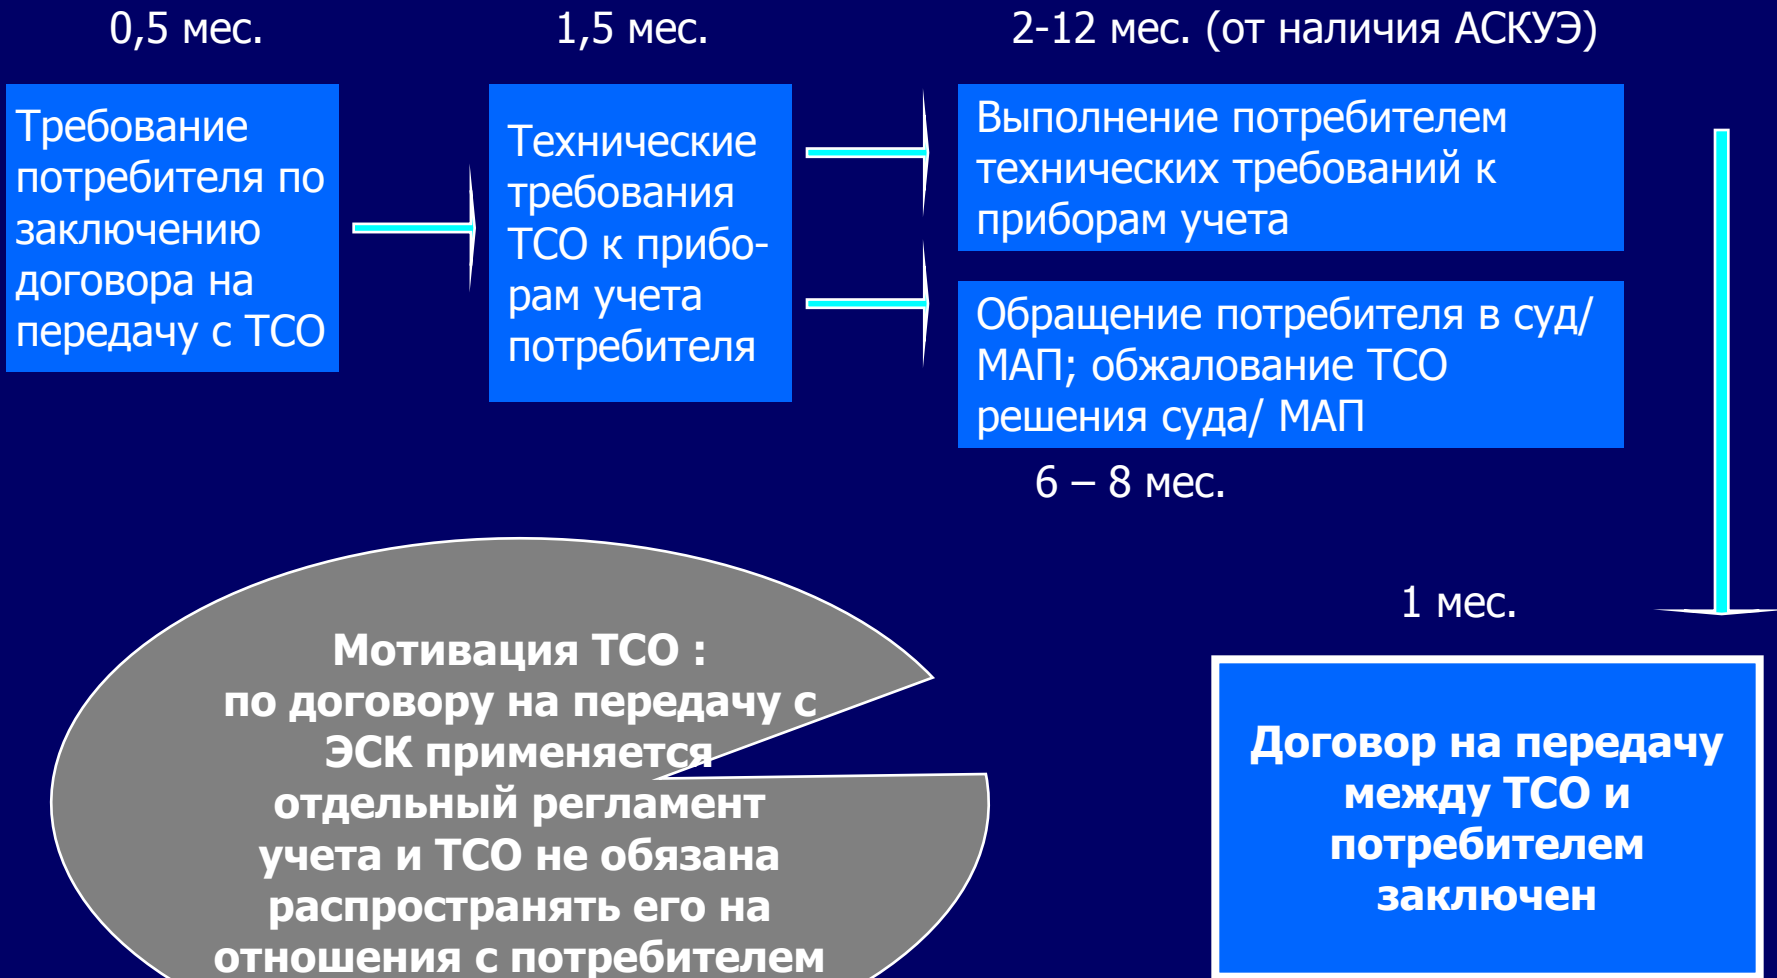 0,5 мес.
1,5 мес.
2-12 мес. (от наличия АСКУЭ)
Требование
потребителя по
заключению
договора на
передачу с ТСО
Технические
требования
ТСО к прибо-
рам учета
потребителя
Выполнение потребителем
технических требований к
приборам учета
Обращение потребителя в суд/
МАП; обжалование ТСО
решения суда/ МАП
6 – 8 мес.
1 мес.
Мотивация ТСО :
по договору на передачу с
ЭСК применяется
отдельный регламент
учета и ТСО не обязана
распространять его на
отношения с потребителем
Договор на передачу
между ТСО и
потребителем
заключен